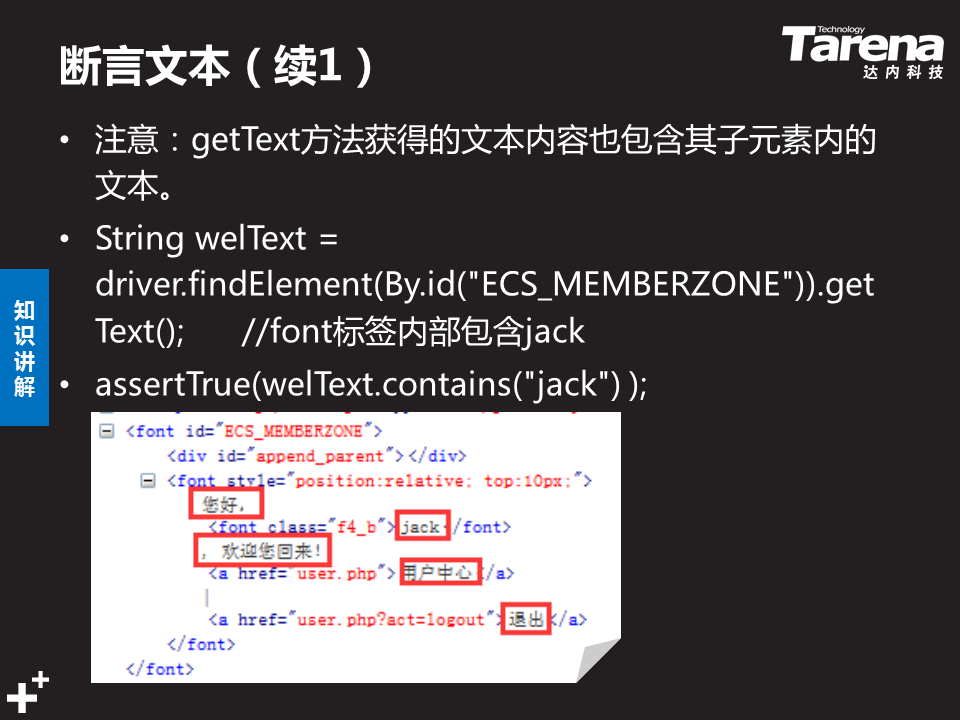 断言文本（续1）
Technology
Tarena
达内科技
• 注意：getText方法获得的文本内容也包含其子元素内的
文本。
• String welText =
driver.findElement(By.id("ECS_MEMBERZONE")).get
Text(); //font标签内部包含jack
• assertTrue(welText.contains("jack") );
知识讲解
<font id="ECS_MEMBERZONE">
<div id="append_parent"></div>
<font style="position:relative; top:10px;">
您好，
<font class="f4_b">jack</font>
，欢迎您回来！
<a href="user.php">用户中心</a>
|
<a href="user.php?act=logout">退出</a>
</font>
</font>